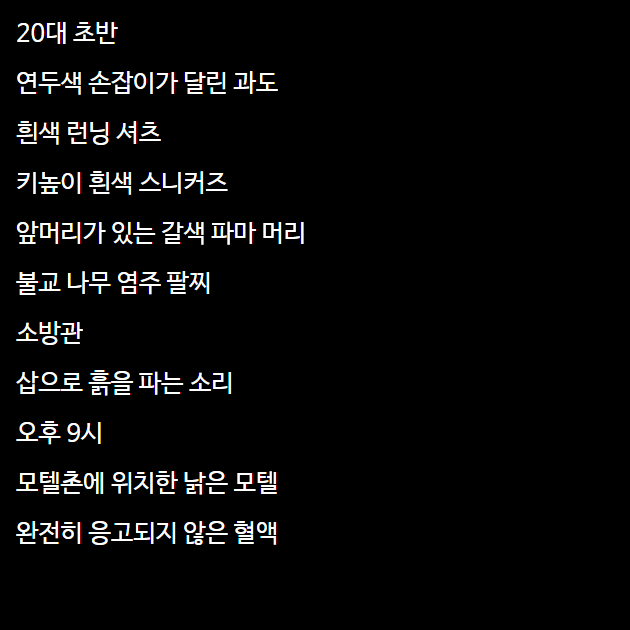 20대 초반
연두색 손잡이가 달린 과도
흰색 런닝 셔츠
키높이 흰색 스니커즈
앞머리가 있는 갈색 파마 머리
불교 나무 염주 팔찌
소방관
삽으로 흙을 파는 소리
오후 9시
모텔촌에 위치한 낡은 모텔
완전히 응고되지 않은 혈액